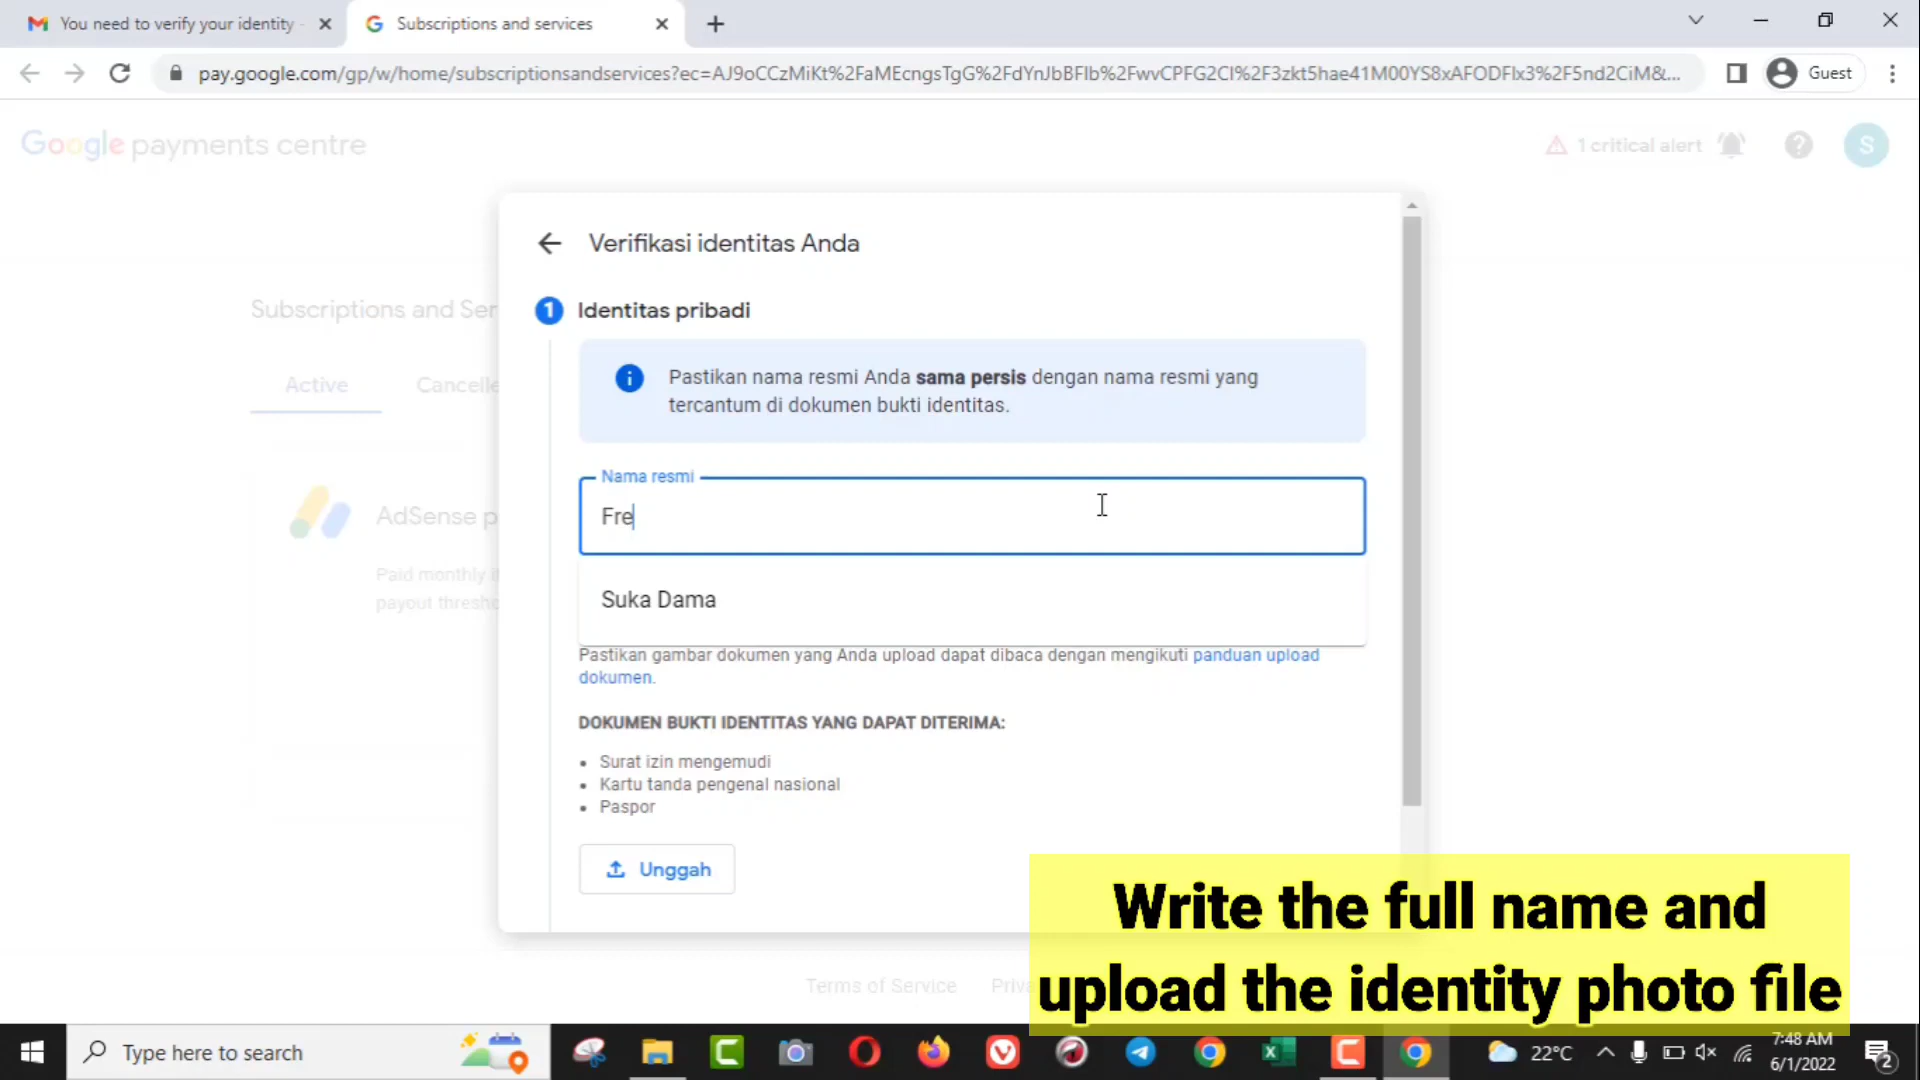 You need to verify your identity -
Subscriptions and services
pay.google.com/gp/w/home/subscriptionsandservices?ec=AJ9oCCzMiKt%2FaMEcngsTgG%2FdYnJbBFIb%2FwvCPFG2CI%2F3zkt5hae41M00YS8xAFODFIx3%2F5nd2CiM&...
Guest
Google payments centre
1 critical alert
S
Verifikasi identitas Anda
Subscriptions and Ser
1 Identitas pribadi
Active
Cancelle
Pastikan nama resmi Anda sama persis dengan nama resmi yang
tercantum di dokumen bukti identitas.
Nama resmi
Fre
AdSense p
Paid monthly i
payout thresho
Suka Dama
Pastikan gambar dokumen yang Anda upload dapat dibaca dengan mengikuti panduan upload
dokumen.
DOKUMEN BUKTI IDENTITAS YANG DAPAT DITERIMA:
Surat izin mengemudi
Kartu tanda pengenal nasional
Paspor
Unggah
Write the full name and
upload the identity photo file
Terms of Service
Priva
Type here to search
22°C
7:48 AM
6/1/2022
2